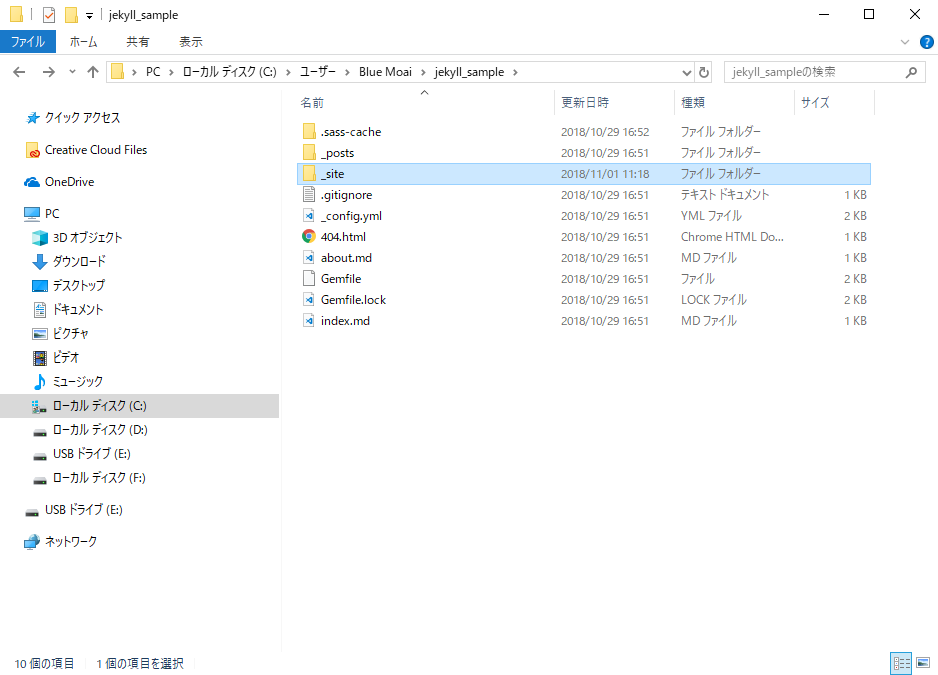 jekyll_sample
ファイル ホーム 共有 表示
PC ローカル ディスク (C:) ユーザー Blue Moai jekyll_sample jekyll_sampleの検索
クイック アクセス
Creative Cloud Files
OneDrive
PC
3D オブジェクト
ダウンロード
デスクトップ
ドキュメント
ピクチャ
ビデオ
ミュージック
ローカル ディスク (C:)
ローカル ディスク (D:)
USB ドライブ (E:)
ローカル ディスク (F:)
USB ドライブ (E:)
ネットワーク
名前 更新日時 種類 サイズ
.sass-cache 2018/10/29 16:52 ファイル フォルダー
_posts 2018/10/29 16:51 ファイル フォルダー
_site 2018/11/01 11:18 ファイル フォルダー
.gitignore 2018/10/29 16:51 テキスト ドキュメント 1 KB
_config.yml 2018/10/29 16:51 YML ファイル 2 KB
404.html 2018/10/29 16:51 Chrome HTML Do... 1 KB
about.md 2018/10/29 16:51 MD ファイル 1 KB
Gemfile 2018/10/29 16:51 ファイル 2 KB
Gemfile.lock 2018/10/29 16:51 LOCK ファイル 2 KB
index.md 2018/10/29 16:51 MD ファイル 1 KB
10 個の項目 1 個の項目を選択